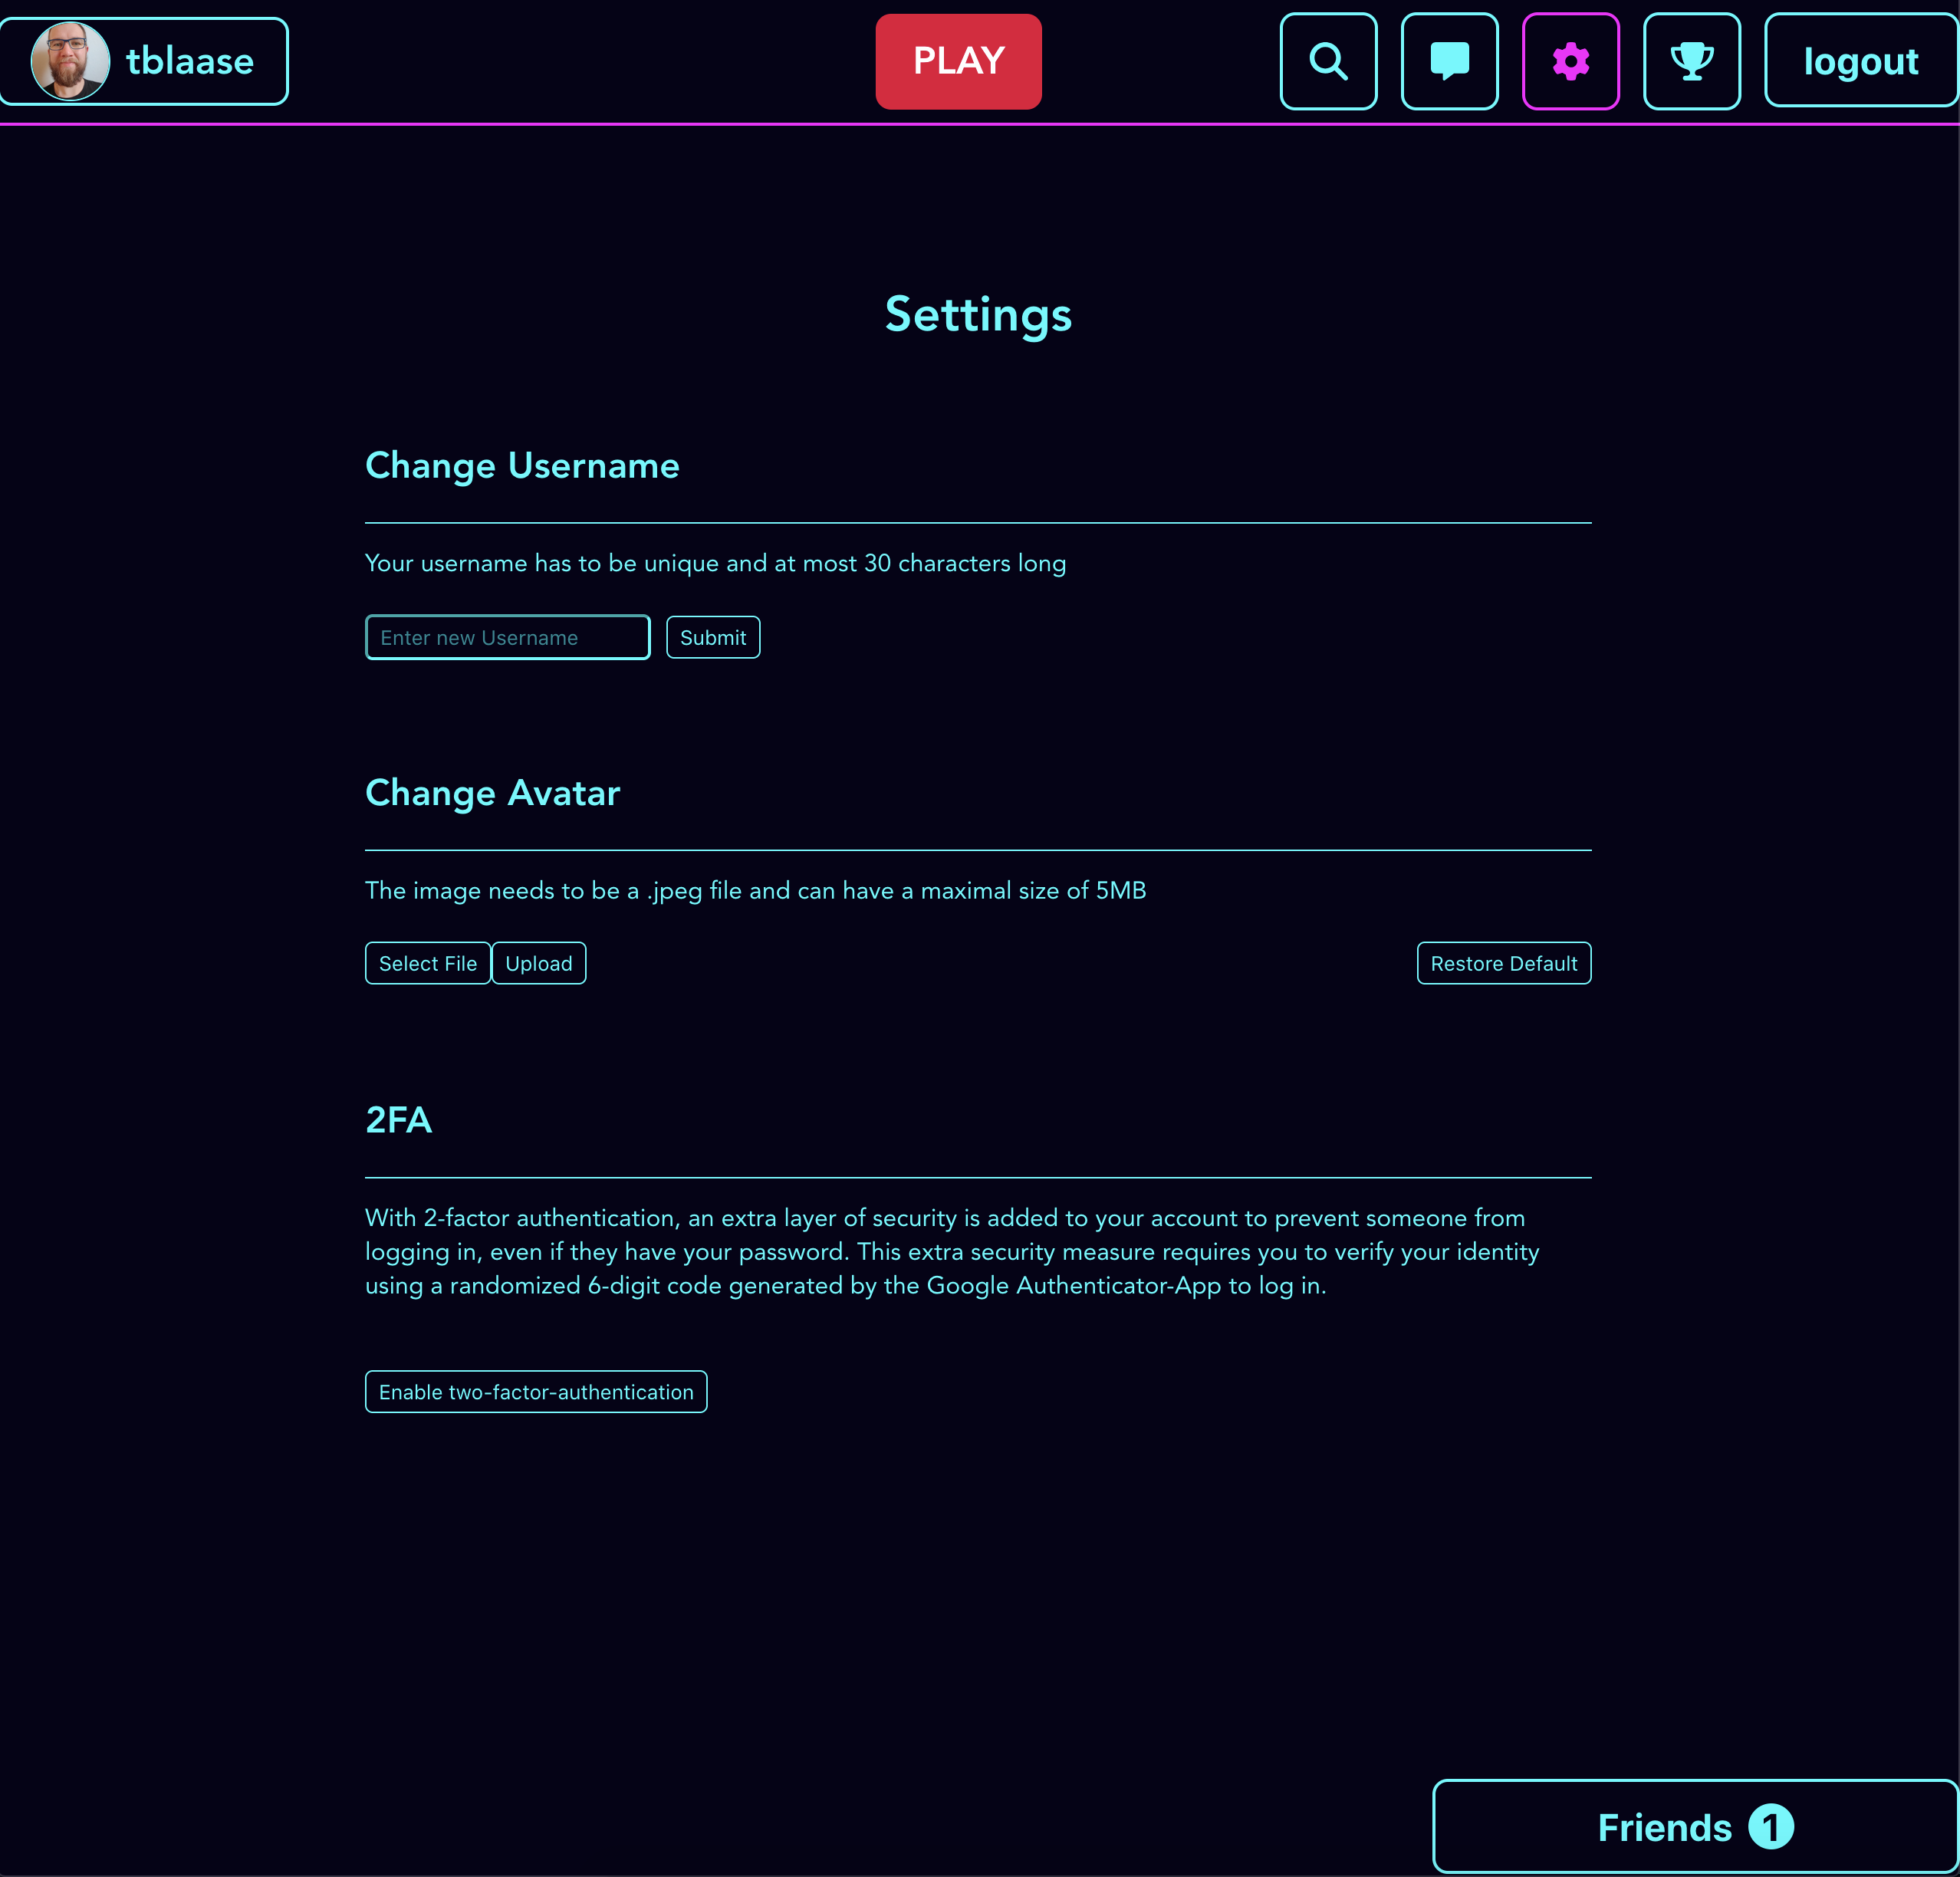 tblaase
PLAY
logout
Settings
Change Username
Your username has to be unique and at most 30 characters long
Enter new Username
Submit
Change Avatar
The image needs to be a .jpeg file and can have a maximal size of 5MB
Select File
Upload
Restore Default
2FA
With 2-factor authentication, an extra layer of security is added to your account to prevent someone from
logging in, even if they have your password. This extra security measure requires you to verify your identity
using a randomized 6-digit code generated by the Google Authenticator-App to log in.
Enable two-factor-authentication
Friends 1